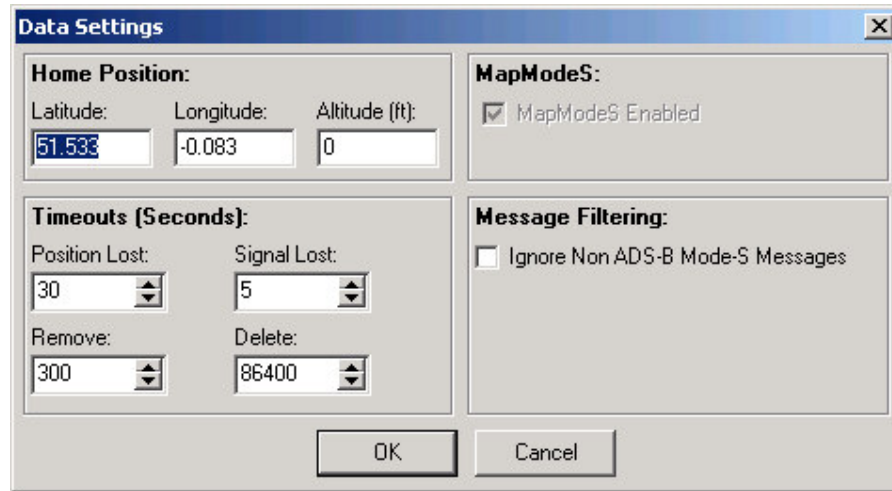 Data Settings
Home Position:
Latitude: Longitude: Altitude (ft):
51.533 -0.083 0
MapModeS:
MapModeS Enabled
Timeouts (Seconds):
Position Lost: Signal Lost:
30 5
Remove: Delete:
300 86400
Message Filtering:
Ignore Non ADS-B Mode-S Messages
OK Cancel